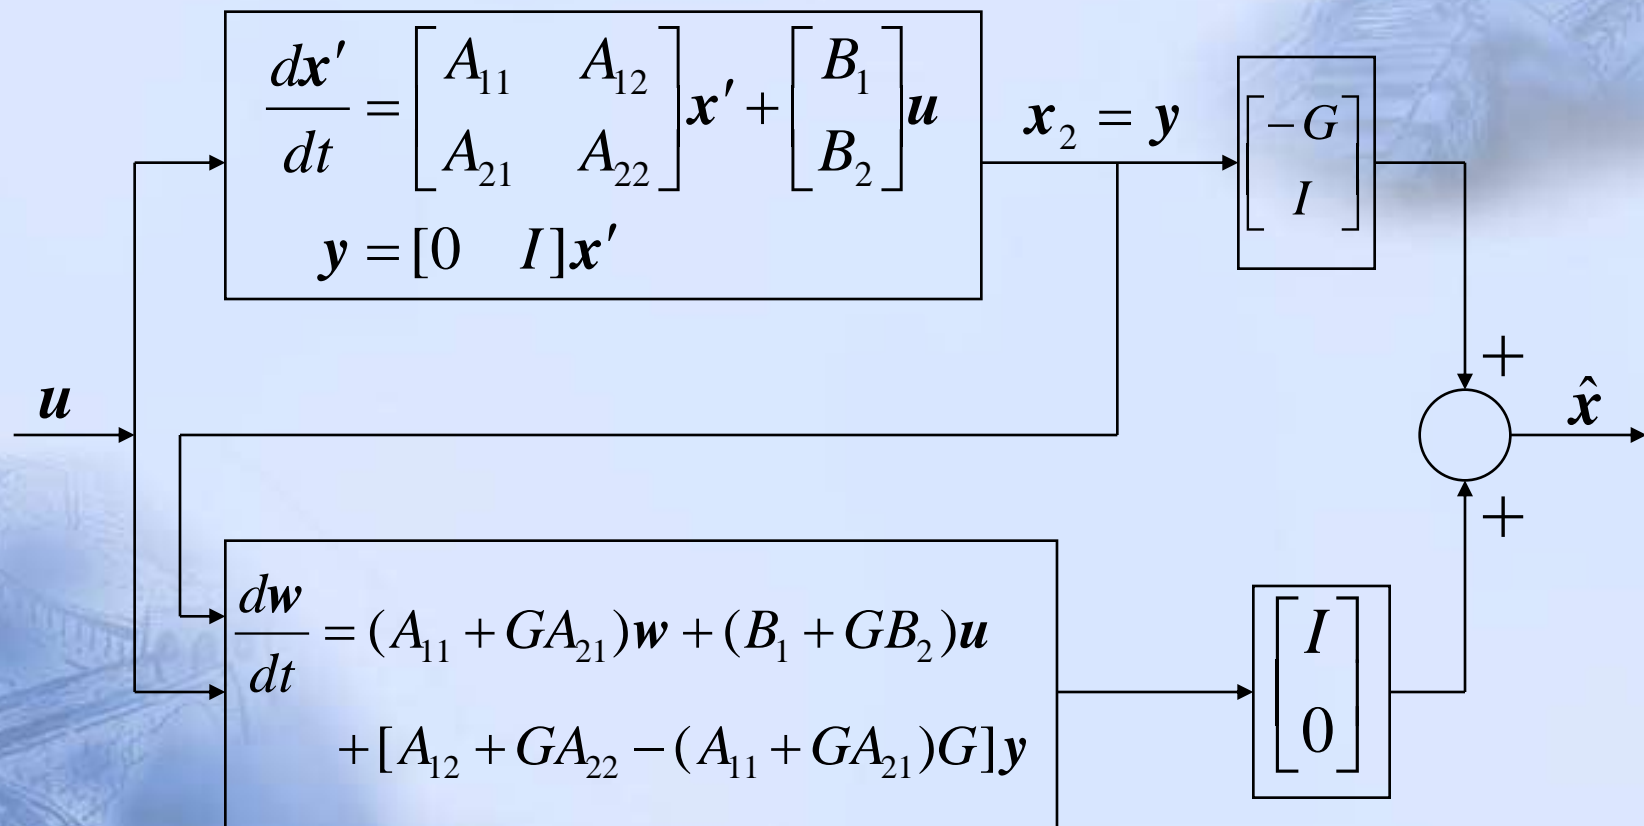 dx′/dt = [A₁₁ A₁₂; A₂₁ A₂₂] x′ + [B₁; B₂] u
y = [0 I] x′
x₂ = y
[−G; I]
u
+
x̂
+
dw/dt = (A₁₁ + GA₂₁)w + (B₁ + GB₂)u
+[A₁₂ + GA₂₂ − (A₁₁ + GA₂₁)G]y
[I; 0]